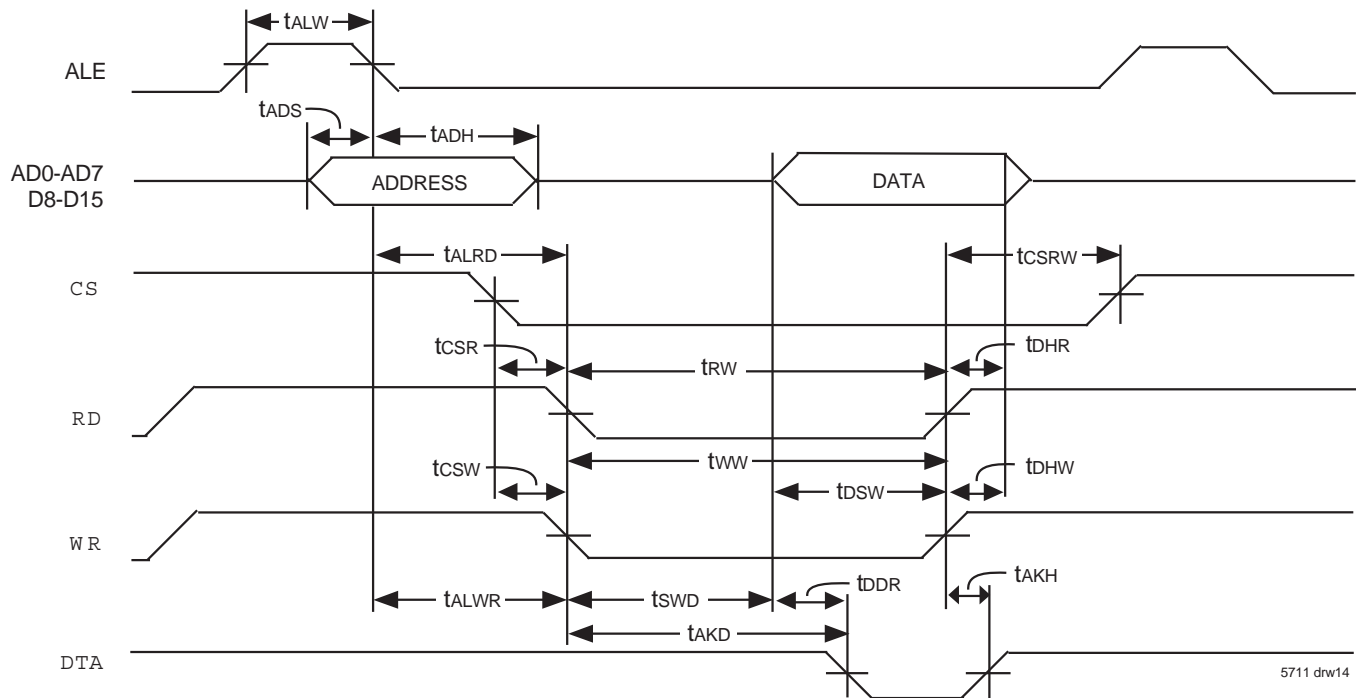 tALW
ALE
tADS
tADH
AD0-AD7
D8-D15
ADDRESS
DATA
tALRD
tCSRW
CS
tCSR
tRW
tDHR
RD
tCSW
tWW
tDHW
tDSW
WR
tALWR
tSWD
tDDR
tAKH
tAKD
DTA
5711 drw14